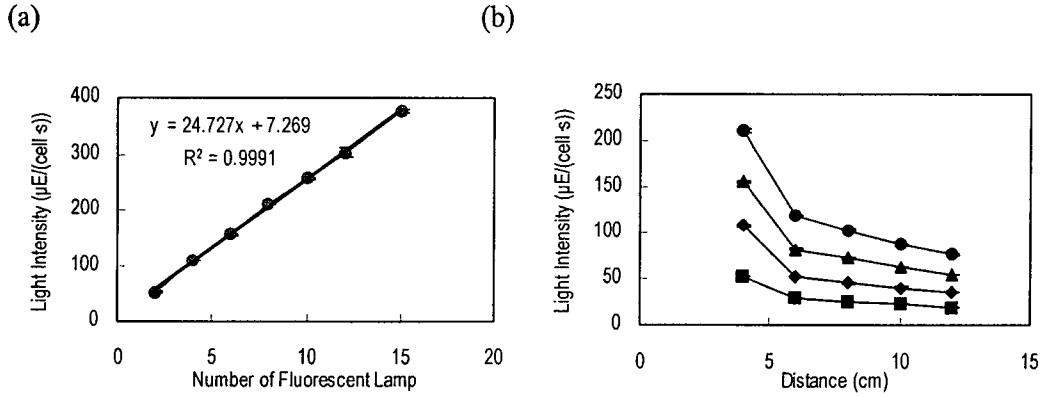 (a)
(b)
Light Intensity (µE/(cell s))
400
300
200
100
0
y = 24.727x + 7.269
R² = 0.9991
0 5 10 15 20
Number of Fluorescent Lamp
Light Intensity (µE/(cell·s))
250
200
150
100
50
0
0 5 10 15
Distance (cm)